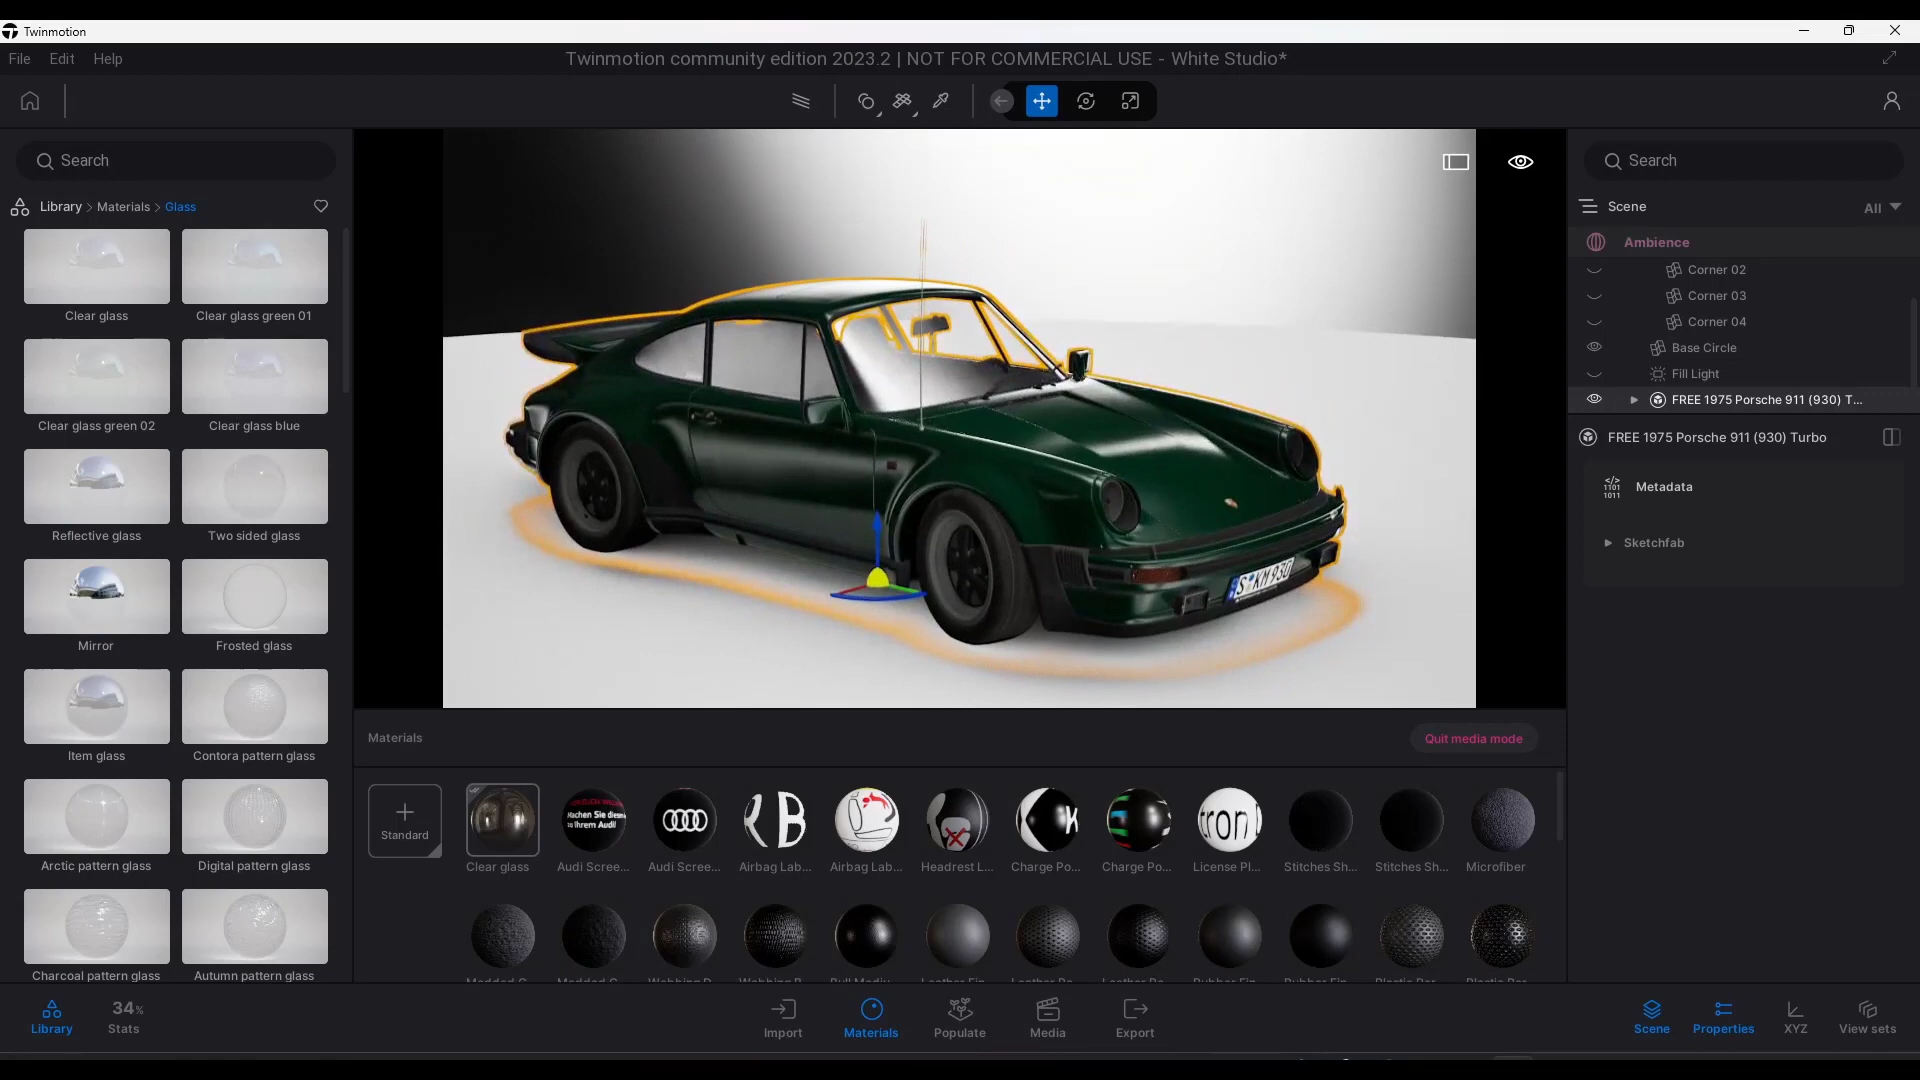 Twinmotion
File Edit Help
Twinmotion community edition 2023.2 | NOT FOR COMMERCIAL USE - White Studio*
Search
Library > Materials > Glass
Clear glass
Clear glass green 01
Clear glass green 02
Clear glass blue
Reflective glass
Two sided glass
Mirror
Frosted glass
Item glass
Contora pattern glass
Arctic pattern glass
Digital pattern glass
Charcoal pattern glass
Autumn pattern glass
S KM 930
Search
Scene
All
Ambience
Corner 02
Corner 03
Corner 04
Base Circle
Fill Light
FREE 1975 Porsche 911 (930) T...
FREE 1975 Porsche 911 (930) Turbo
Metadata
Sketchfab
Materials
Quit media mode
Standard
Clear glass
Audi Scree...
Audi Scree...
Airbag Lab...
Airbag Lab...
Headrest L...
Charge Po...
Charge Po...
License Pl...
Stitches Sh...
Stitches Sh...
Microfiber
Library
34%
Stats
Import
Materials
Populate
Media
Export
Scene
Properties
XYZ
View sets